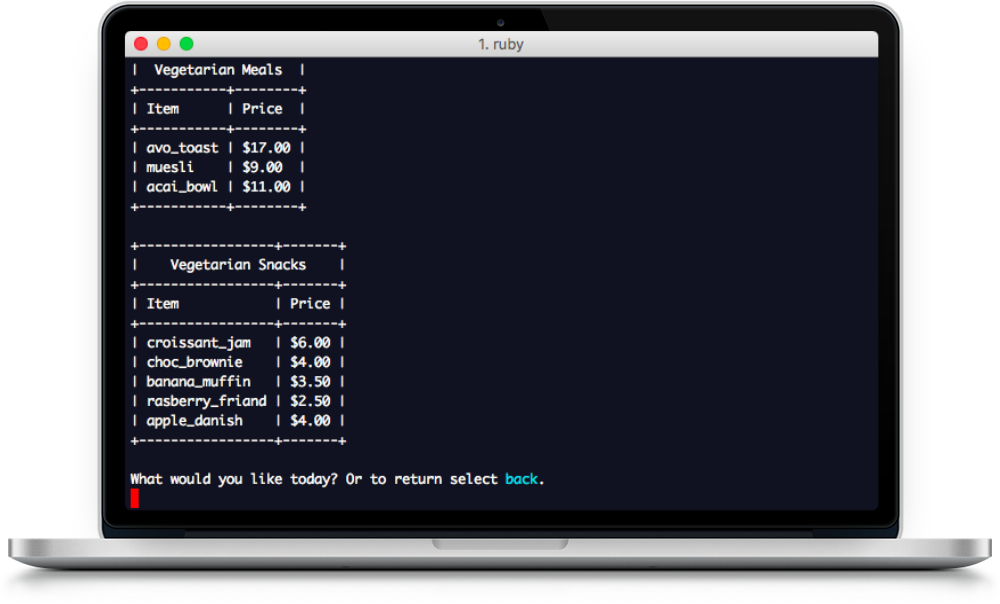 1. ruby
|  Vegetarian Meals  |
+-----------+--------+
| Item      | Price  |
+-----------+--------+
| avo_toast | $17.00 |
| muesli    | $9.00  |
| acai_bowl | $11.00 |
+-----------+--------+
+-----------------+-------+
|    Vegetarian Snacks    |
+-----------------+-------+
| Item            | Price |
+-----------------+-------+
| croissant_jam   | $6.00 |
| choc_brownie    | $4.00 |
| banana_muffin   | $3.50 |
| rasberry_friand | $2.50 |
| apple_danish    | $4.00 |
+-----------------+-------+
What would you like today? Or to return select back.